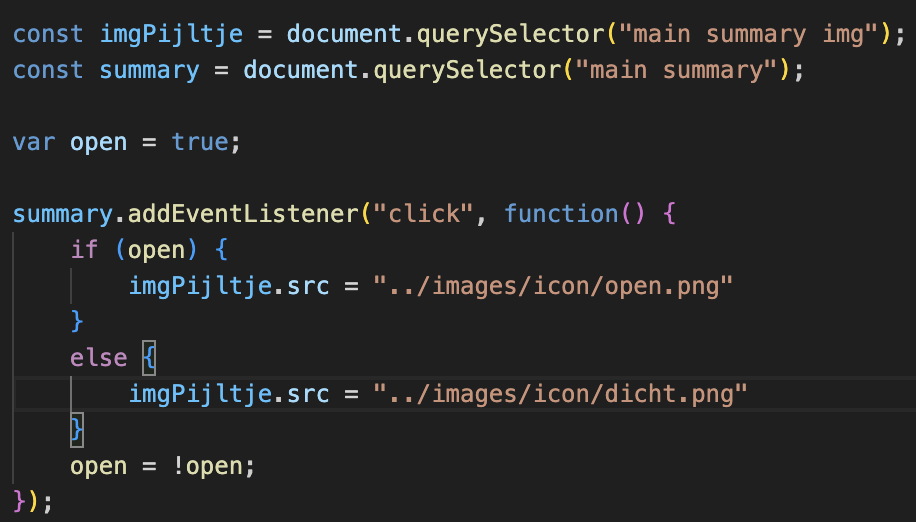 const imgPijltje = document.querySelector("main summary img");
const summary = document.querySelector("main summary");
var open = true;
summary.addEventListener("click", function() {
if (open) {
imgPijltje.src = "../images/icon/open.png"
}
else {
imgPijltje.src = "../images/icon/dicht.png"
}
open = !open;
});